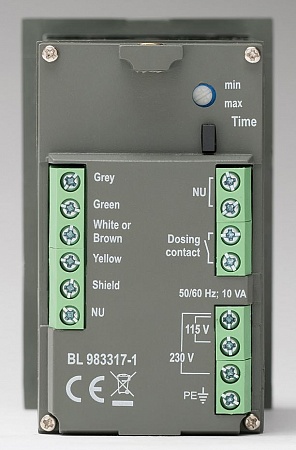 min
max
Time
Grey
Green
White or
Brown
Yellow
Shield
NU
NU
Dosing
contact
50/60 Hz; 10 VA
115 V
230 V
PE
BL 983317-1
CE